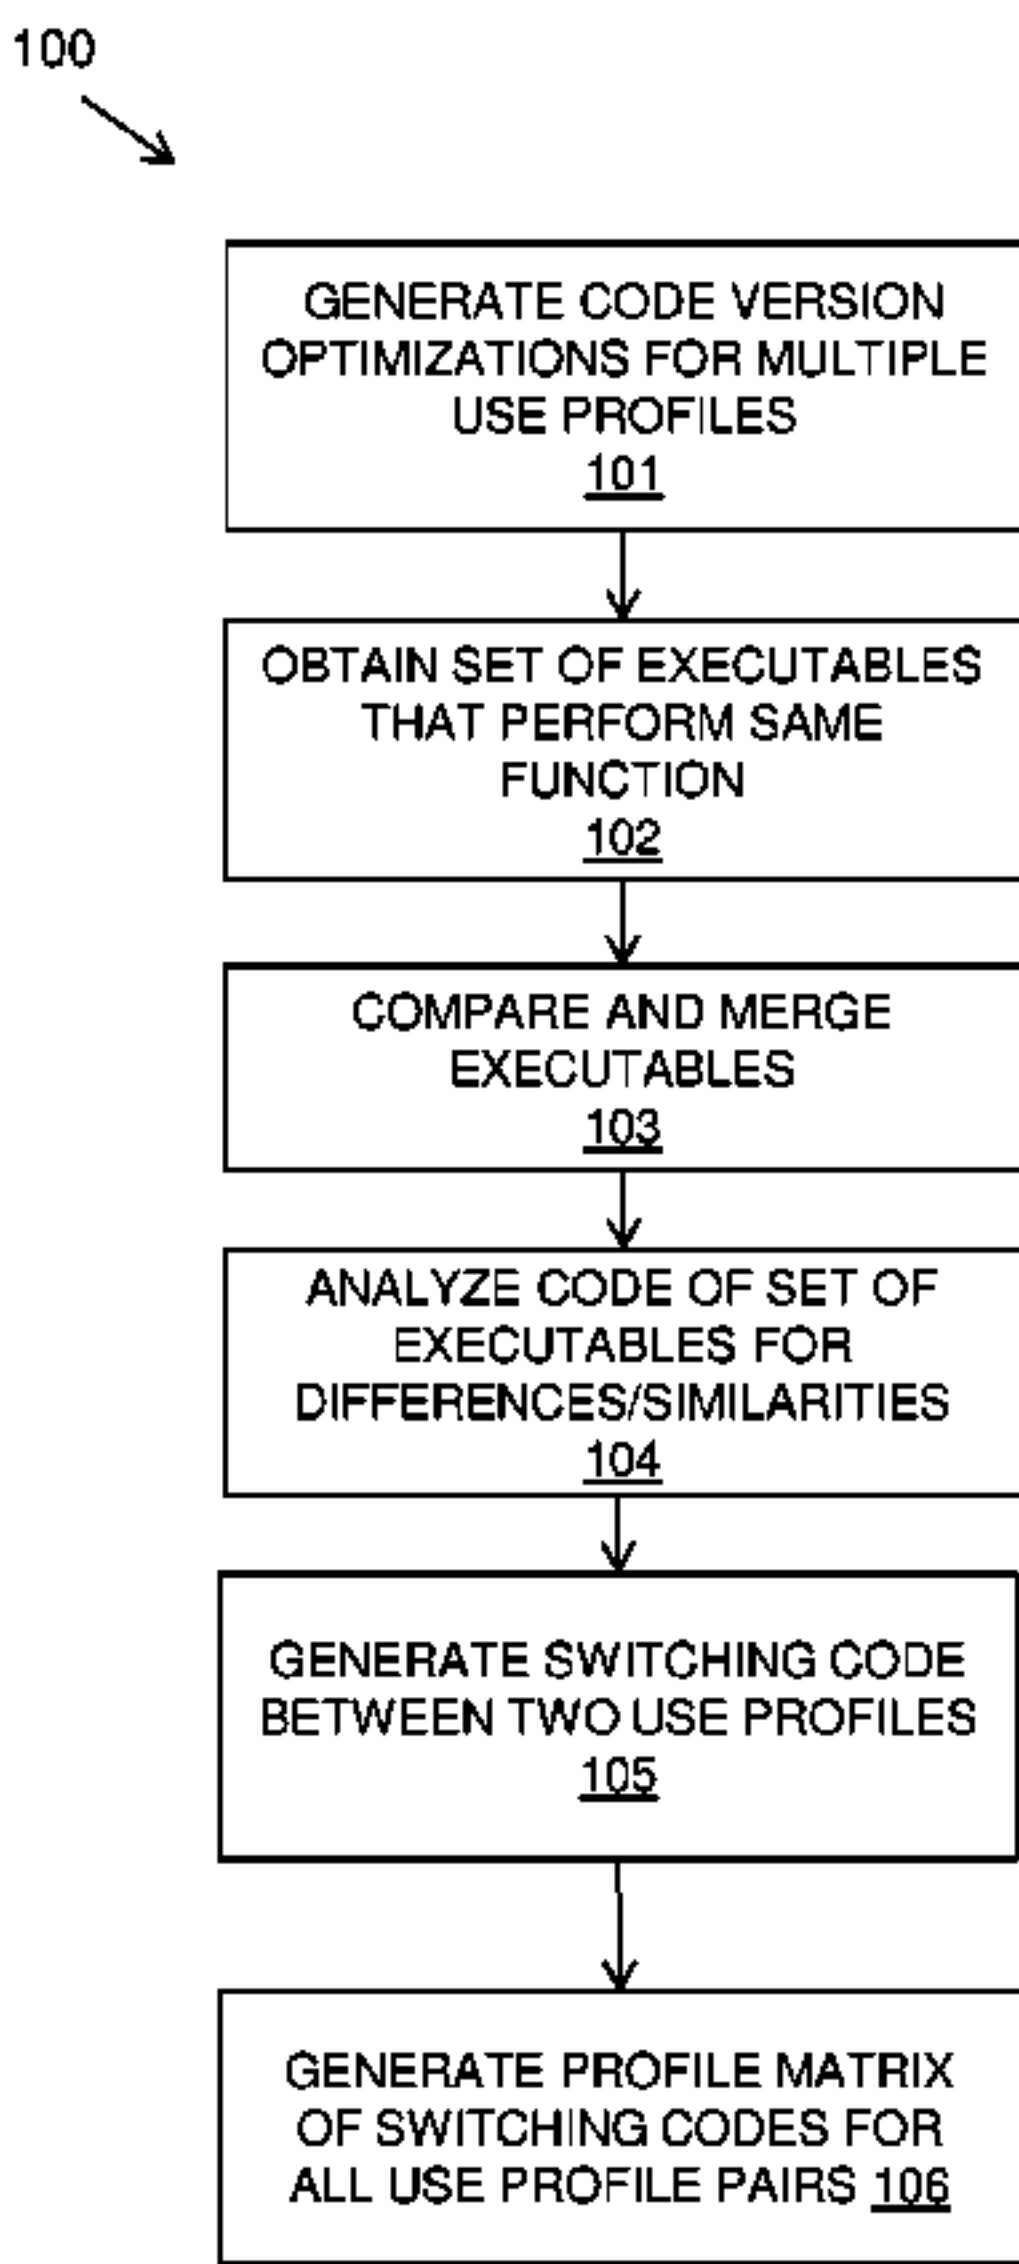 100
GENERATE CODE VERSION
OPTIMIZATIONS FOR MULTIPLE
USE PROFILES
101
OBTAIN SET OF EXECUTABLES
THAT PERFORM SAME
FUNCTION
102
COMPARE AND MERGE
EXECUTABLES
103
ANALYZE CODE OF SET OF
EXECUTABLES FOR
DIFFERENCES/SIMILARITIES
104
GENERATE SWITCHING CODE
BETWEEN TWO USE PROFILES
105
GENERATE PROFILE MATRIX
OF SWITCHING CODES FOR
ALL USE PROFILE PAIRS 106